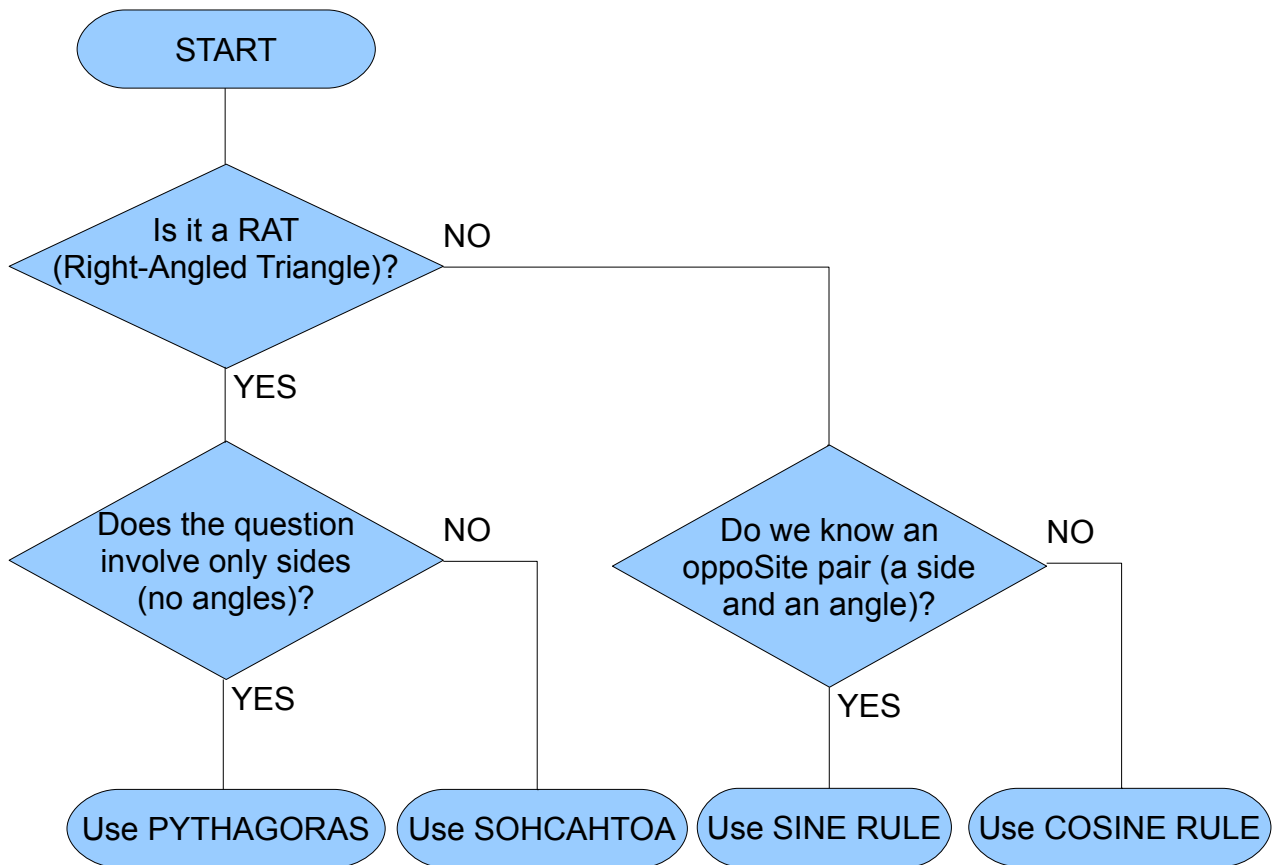 START
Is it a RAT
(Right-Angled Triangle)?
NO
YES
Does the question
involve only sides
(no angles)?
NO
YES
Do we know an
oppoSite pair (a side
and an angle)?
NO
YES
Use PYTHAGORAS
Use SOHCAHTOA
Use SINE RULE
Use COSINE RULE